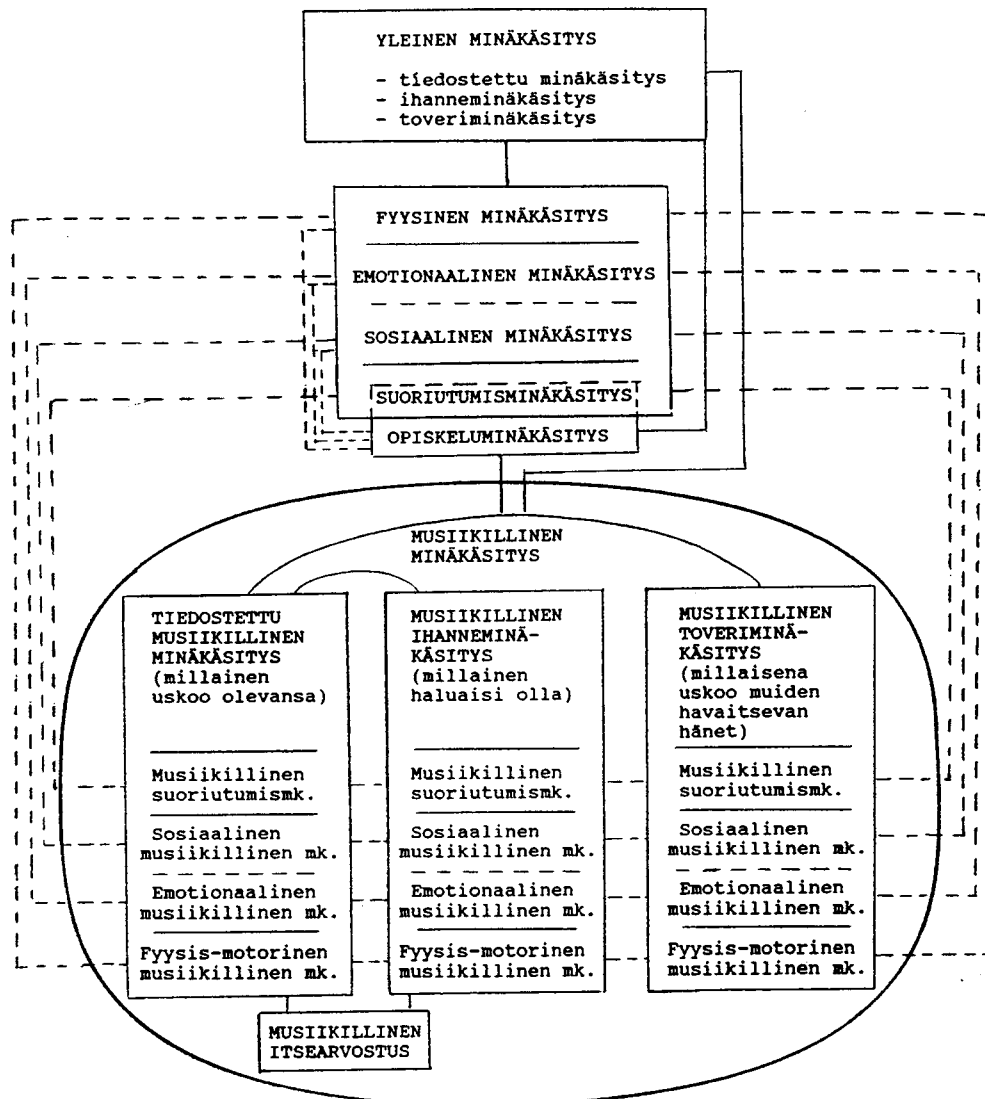 YLEINEN MINÄKÄSITYS
- tiedostettu minäkäsitys
- ihanneminäkäsitys
- toveriminäkäsitys
FYYSINEN MINÄKÄSITYS
EMOTIONAALINEN MINÄKÄSITYS
SOSIAALINEN MINÄKÄSITYS
SUORIUTUMISMINÄKÄSITYS
OPISKELUMINÄKÄSITYS
MUSIIKILLINEN
MINÄKÄSITYS
TIEDOSTETTU
MUSIIKILLINEN
MINÄKÄSITYS
(millainen
uskoo olevansa)
Musiikillinen
suoriutumismk.
Sosiaalinen
musiikillinen mk.
Emotionaalinen
musiikillinen mk.
Fyysis-motorinen
musiikillinen mk.
MUSIIKILLINEN
IHANNEMINÄ-
KÄSITYS
(millainen
haluaisi olla)
Musiikillinen
suoriutumismk.
Sosiaalinen
musiikillinen mk.
Emotionaalinen
musiikillinen mk.
Fyysis-motorinen
musiikillinen mk.
MUSIIKILLINEN
TOVERIMINÄ-
KÄSITYS
(millaisena
uskoo muiden
havaitsevan
hänet)
Musiikillinen
suoriutumismk.
Sosiaalinen
musiikillinen mk.
Emotionaalinen
musiikillinen mk.
Fyysis-motorinen
musiikillinen mk.
MUSIIKILLINEN
ITSEARVOSTUS